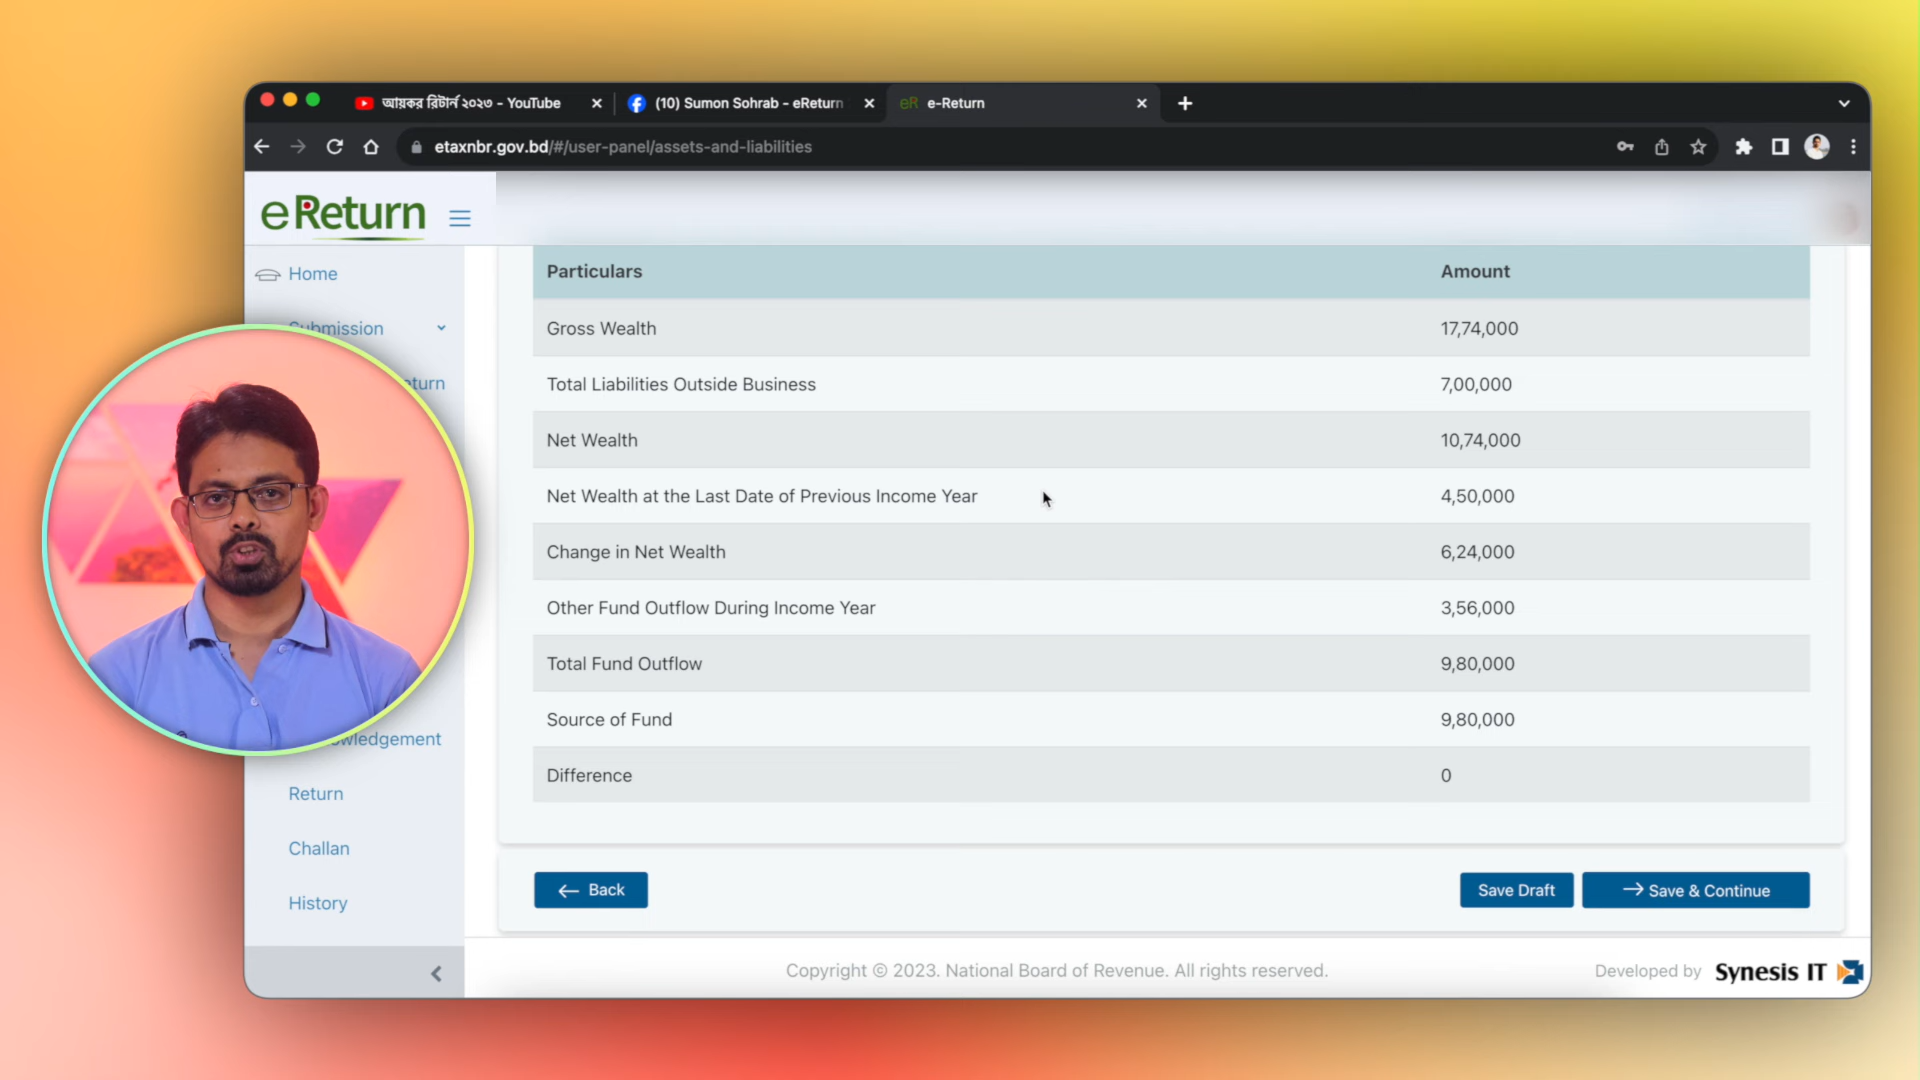 আয়কর রিটার্ন ২০২৩ - YouTube
(10) Sumon Sohrab - eReturn
eR e-Return
etaxnbr.gov.bd/#/user-panel/assets-and-liabilities
eReturn
Home
Submission
Particulars Amount
Gross Wealth 17,74,000
Total Liabilities Outside Business 7,00,000
Net Wealth 10,74,000
Net Wealth at the Last Date of Previous Income Year 4,50,000
Change in Net Wealth 6,24,000
Other Fund Outflow During Income Year 3,56,000
Total Fund Outflow 9,80,000
Source of Fund 9,80,000
Difference 0
Return
Challan
History
Back
Save Draft
Save & Continue
Copyright © 2023. National Board of Revenue. All rights reserved.
Developed by Synesis IT